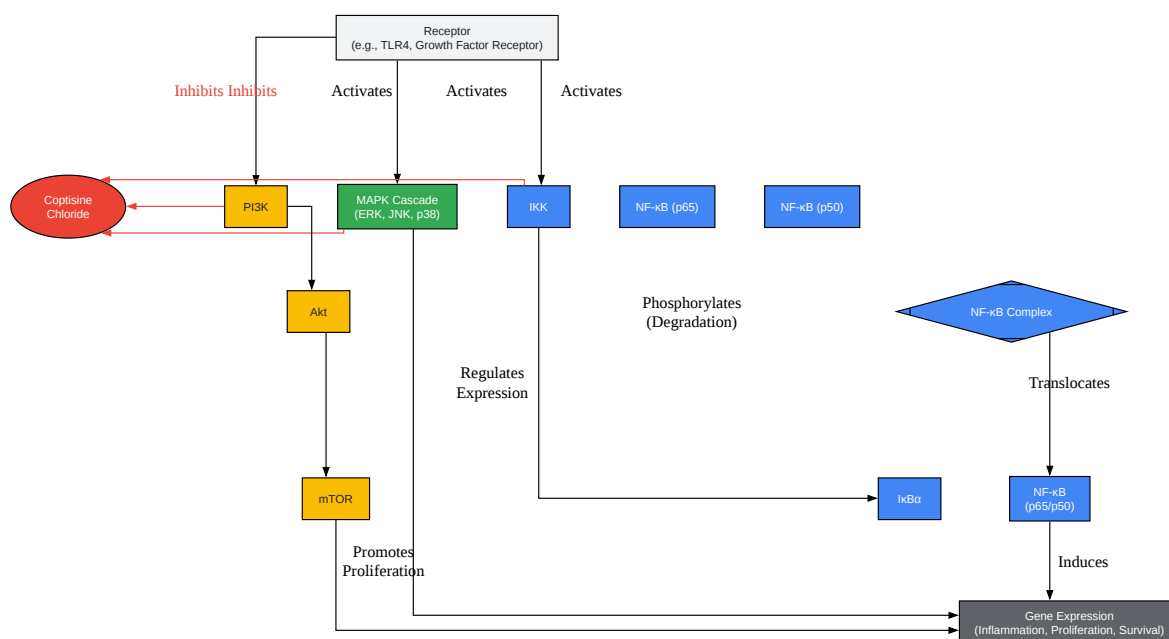 Receptor
(e.g., TLR4, Growth Factor Receptor)
Inhibits Inhibits
Activates
Activates
Activates
Coptisine
Chloride
PI3K
MAPK Cascade
(ERK, JNK, p38)
IKK
NF-κB (p65)
NF-κB (p50)
Akt
Phosphorylates
(Degradation)
NF-κB Complex
Regulates
Expression
Translocates
mTOR
IκBα
NF-κB
(p65/p50)
Promotes
Proliferation
Induces
Gene Expression
(Inflammation, Proliferation, Survival)